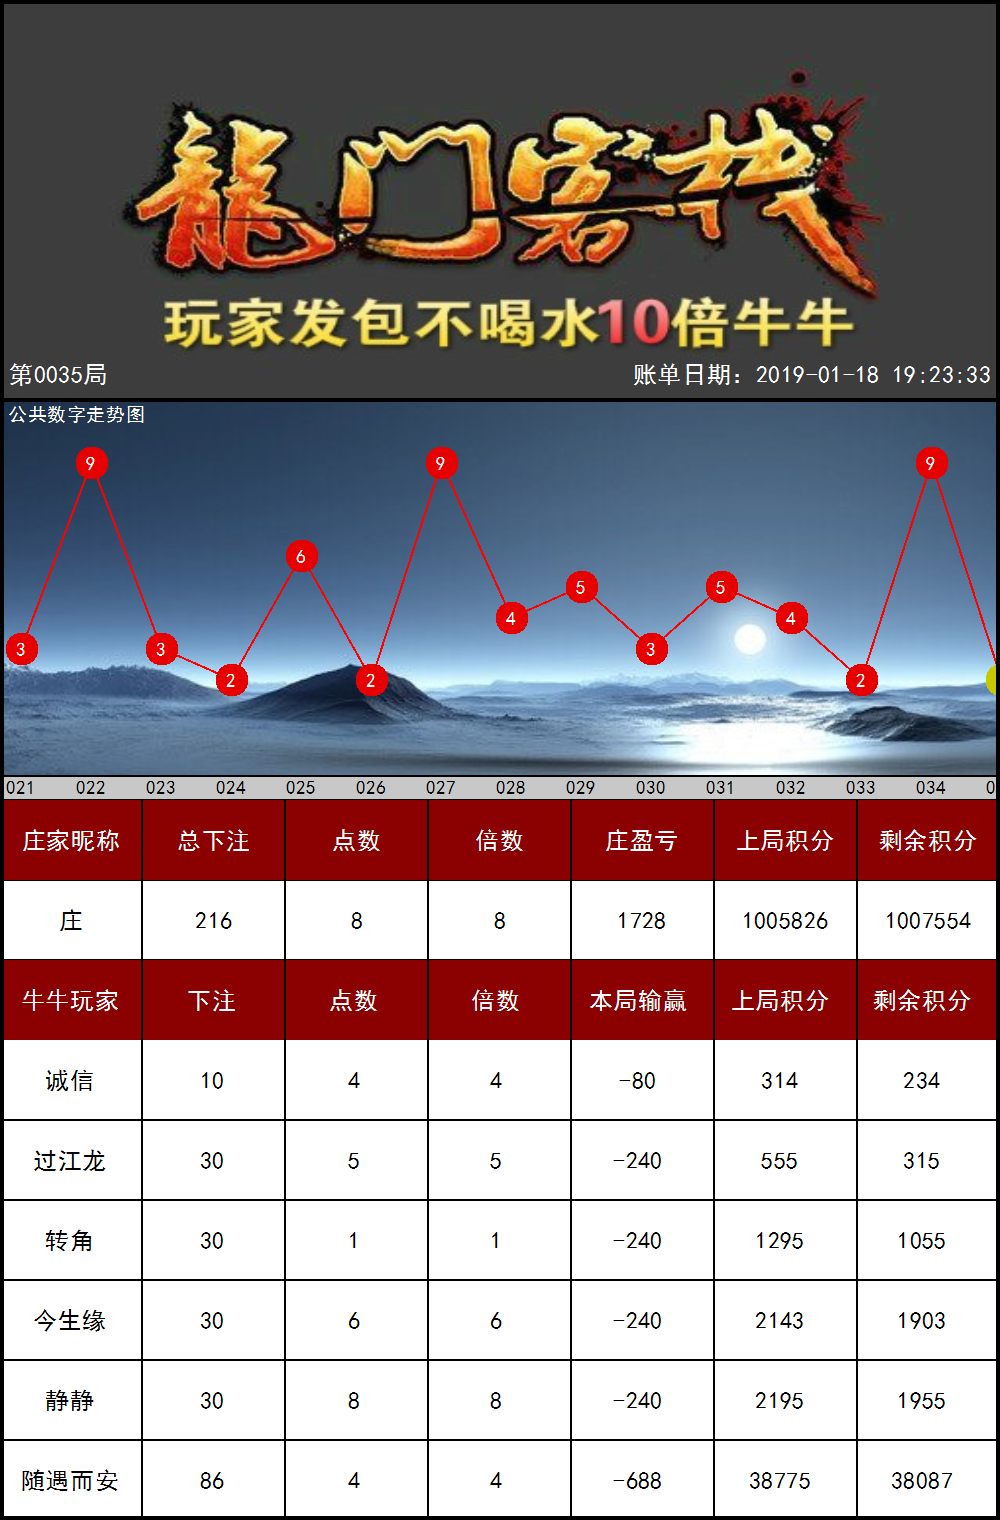 龍门客栈
玩家发包不喝水10倍牛牛
第0035局 账单日期：2019-01-18 19:23:33
公共数字走势图
3 9 3 2 6 2 9 4 5 3 5 4 2 9
021 022 023 024 025 026 027 028 029 030 031 032 033 034 0
庄家昵称 总下注 点数 倍数 庄盈亏 上局积分 剩余积分
庄 216 8 8 1728 1005826 1007554
牛牛玩家 下注 点数 倍数 本局输赢 上局积分 剩余积分
诚信 10 4 4 -80 314 234
过江龙 30 5 5 -240 555 315
转角 30 1 1 -240 1295 1055
今生缘 30 6 6 -240 2143 1903
静静 30 8 8 -240 2195 1955
随遇而安 86 4 4 -688 38775 38087